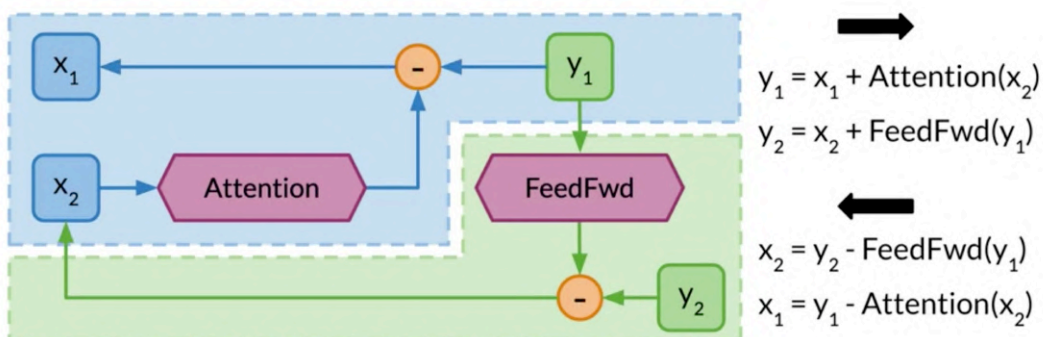 x₁
-
y₁
x₂
Attention
FeedFwd
-
y₂
y₁ = x₁ + Attention(x₂)
y₂ = x₂ + FeedFwd(y₁)
x₂ = y₂ - FeedFwd(y₁)
x₁ = y₁ - Attention(x₂)